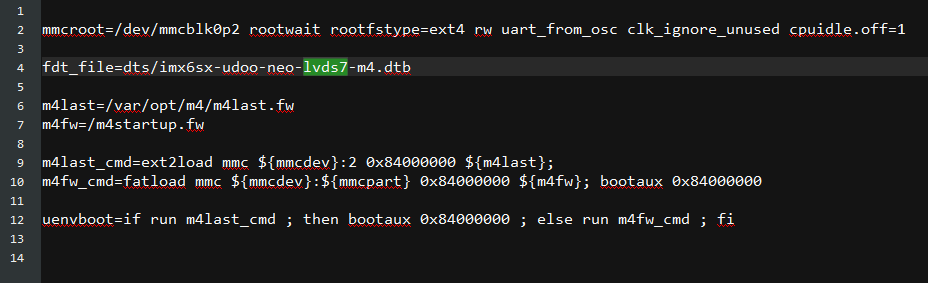 1
2 mmcroot=/dev/mmcblk0p2 rootwait rootfstype=ext4 rw uart_from_osc clk_ignore_unused cpuidle.off=1
3
4 fdt_file=dts/imx6sx-udoo-neo-lvds7-m4.dtb
5
6 m4last=/var/opt/m4/m4last.fw
7 m4fw=/m4startup.fw
8
9 m4last_cmd=ext2load mmc ${mmcdev}:2 0x84000000 ${m4last};
10 m4fw_cmd=fatload mmc ${mmcdev}:${mmcpart} 0x84000000 ${m4fw}; bootaux 0x84000000
11
12 uenvboot=if run m4last_cmd ; then bootaux 0x84000000 ; else run m4fw_cmd ; fi
13
14